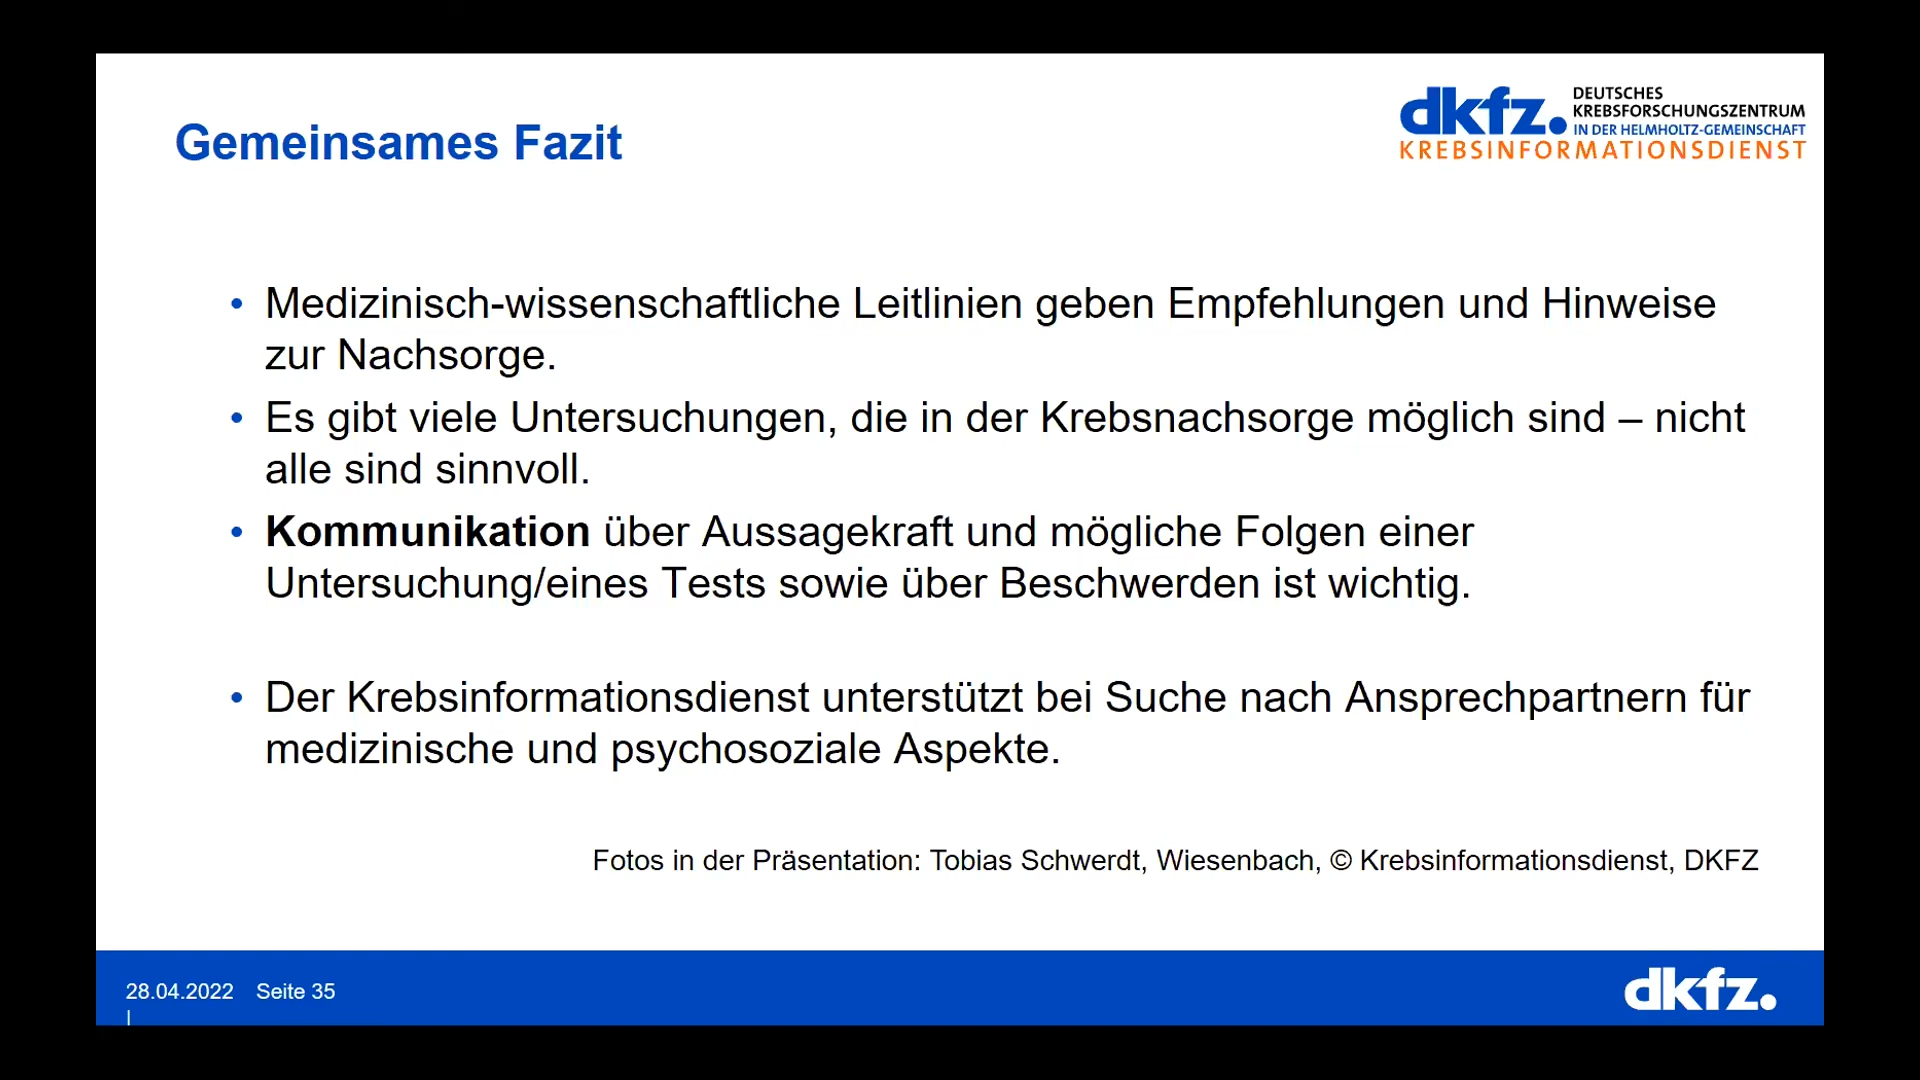 Gemeinsames Fazit
dkfz.
DEUTSCHES
KREBSFORSCHUNGSZENTRUM
IN DER HELMHOLTZ-GEMEINSCHAFT
KREBSINFORMATIONSDIENST
• Medizinisch-wissenschaftliche Leitlinien geben Empfehlungen und Hinweise
zur Nachsorge.
• Es gibt viele Untersuchungen, die in der Krebsnachsorge möglich sind – nicht
alle sind sinnvoll.
• Kommunikation über Aussagekraft und mögliche Folgen einer
Untersuchung/eines Tests sowie über Beschwerden ist wichtig.
• Der Krebsinformationsdienst unterstützt bei Suche nach Ansprechpartnern für
medizinische und psychosoziale Aspekte.
Fotos in der Präsentation: Tobias Schwerdt, Wiesenbach, © Krebsinformationsdienst, DKFZ
28.04.2022 Seite 35
|
dkfz.